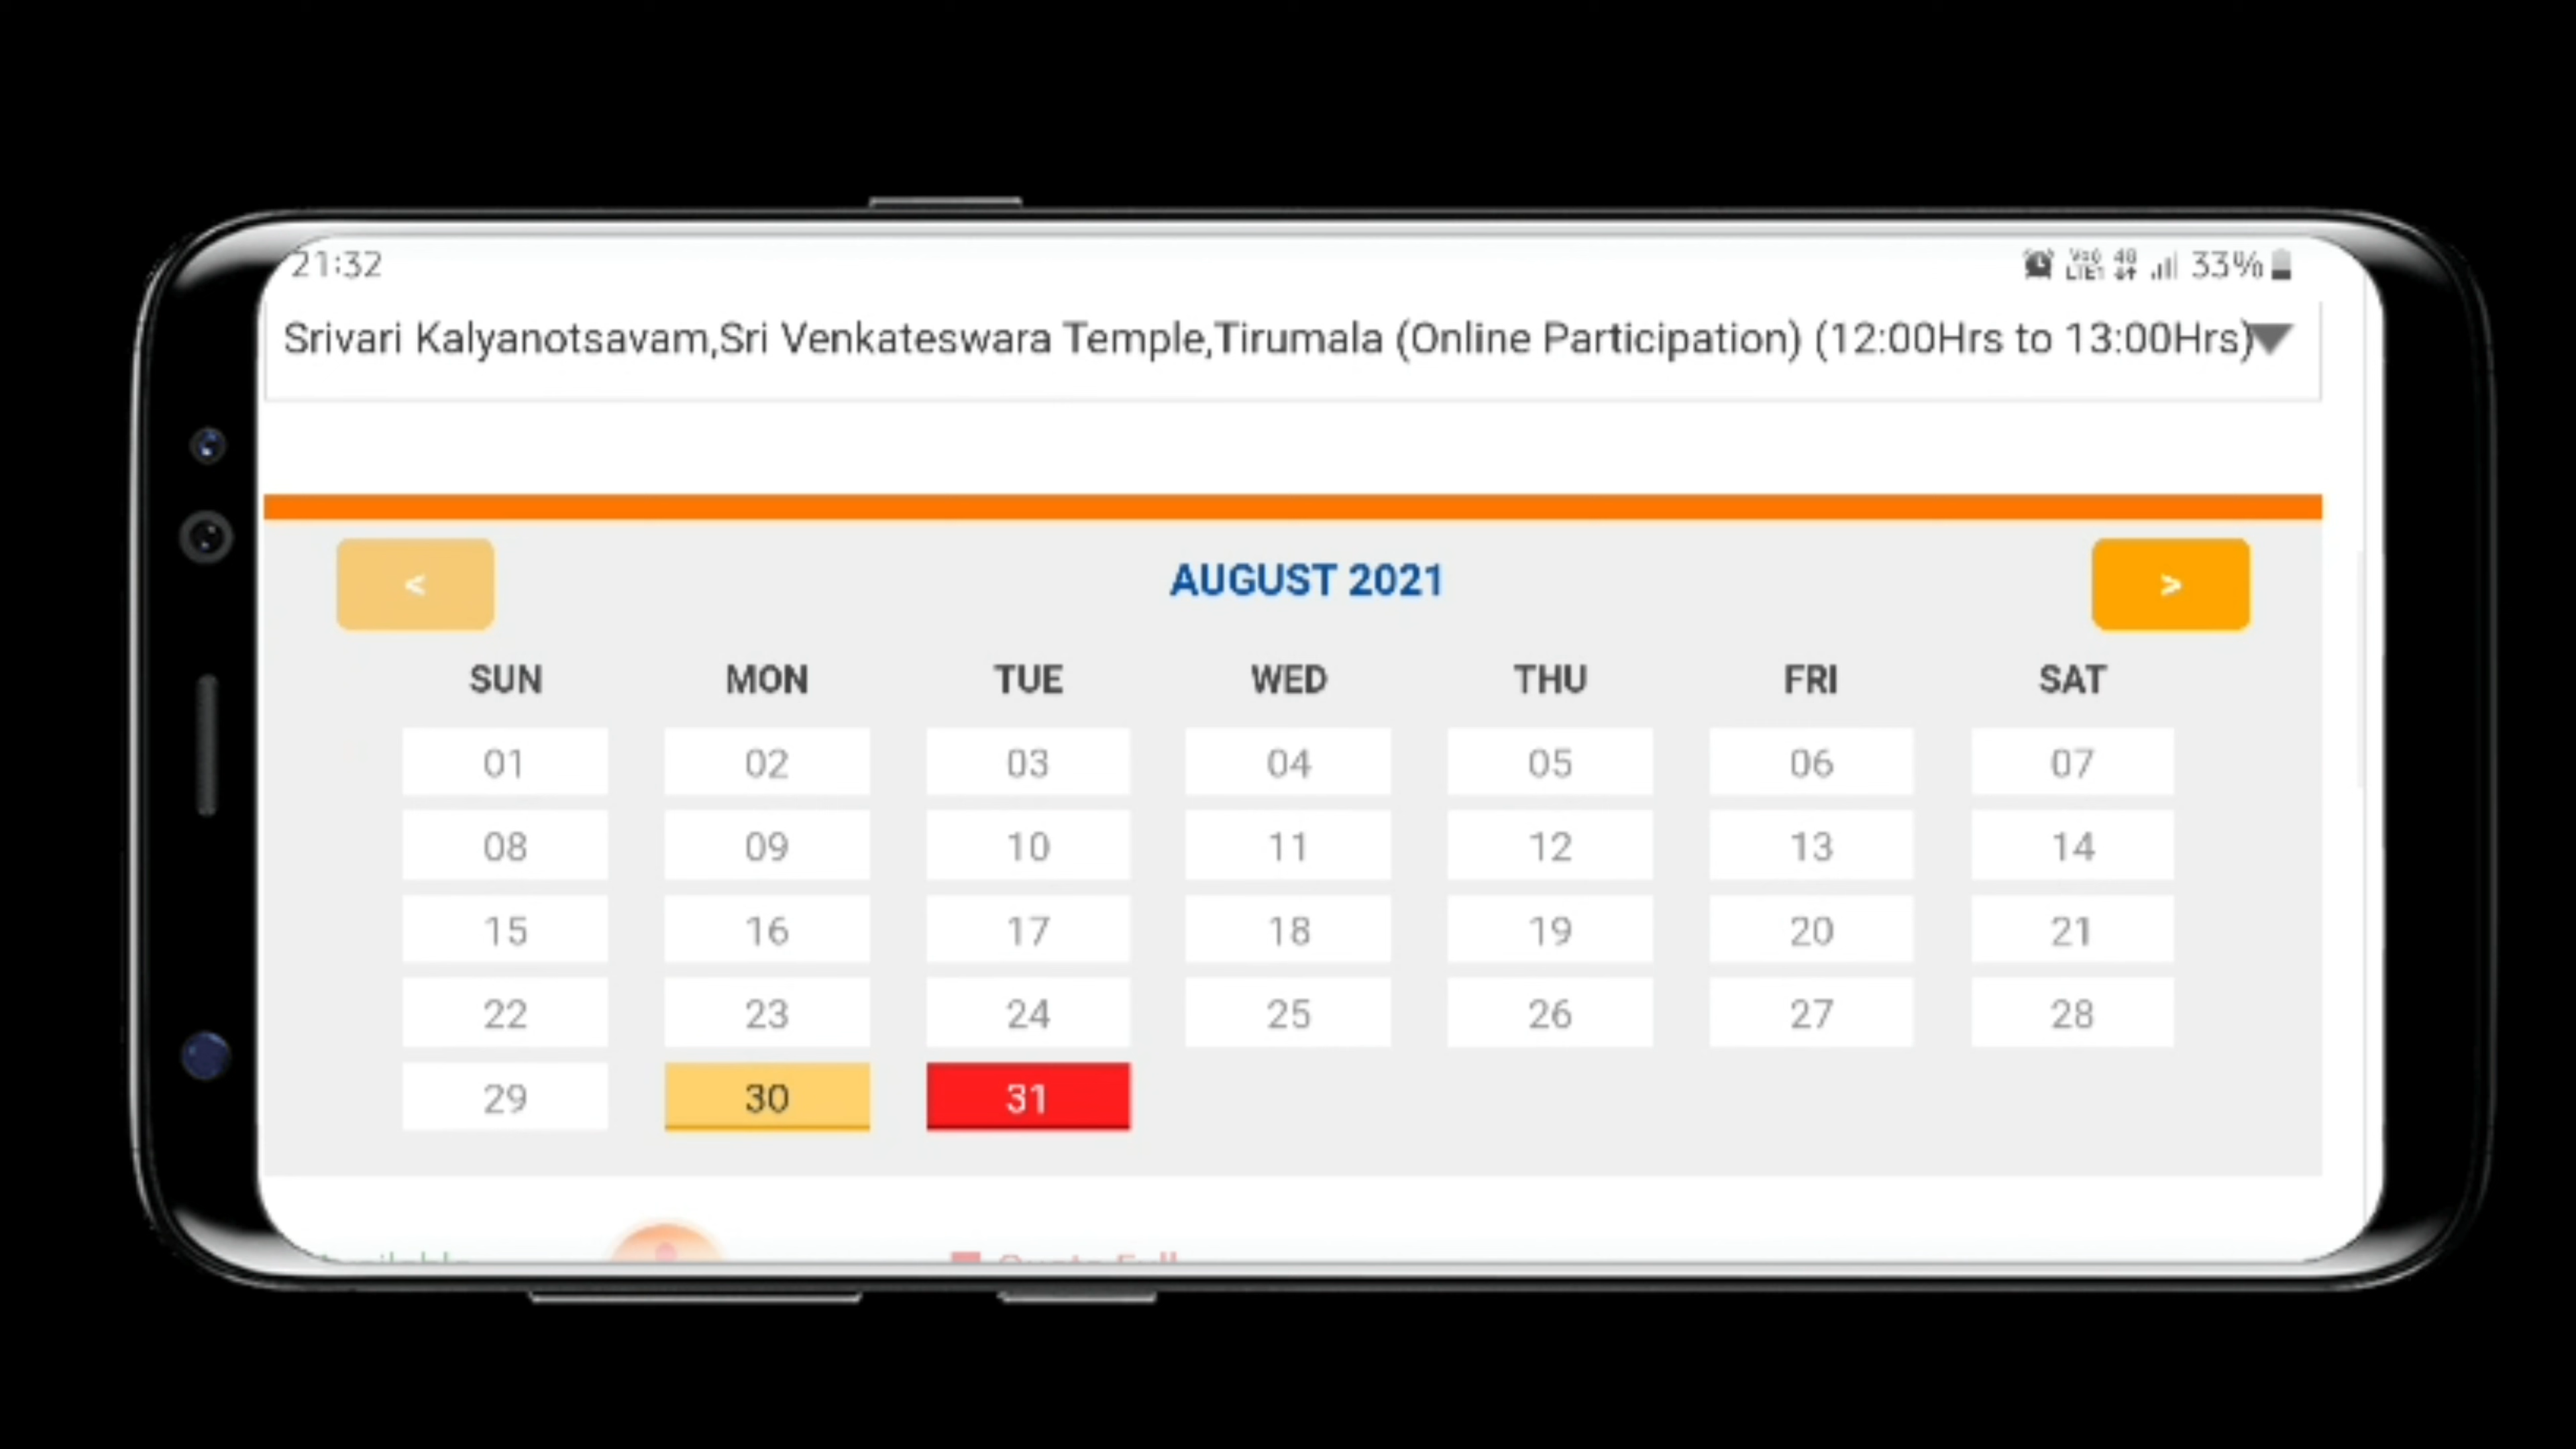 21:32 33%
Srivari Kalyanotsavam,Sri Venkateswara Temple,Tirumala (Online Participation) (12:00Hrs to 13:00Hrs)
< AUGUST 2021 >
SUN MON TUE WED THU FRI SAT
01 02 03 04 05 06 07
08 09 10 11 12 13 14
15 16 17 18 19 20 21
22 23 24 25 26 27 28
29 30 31